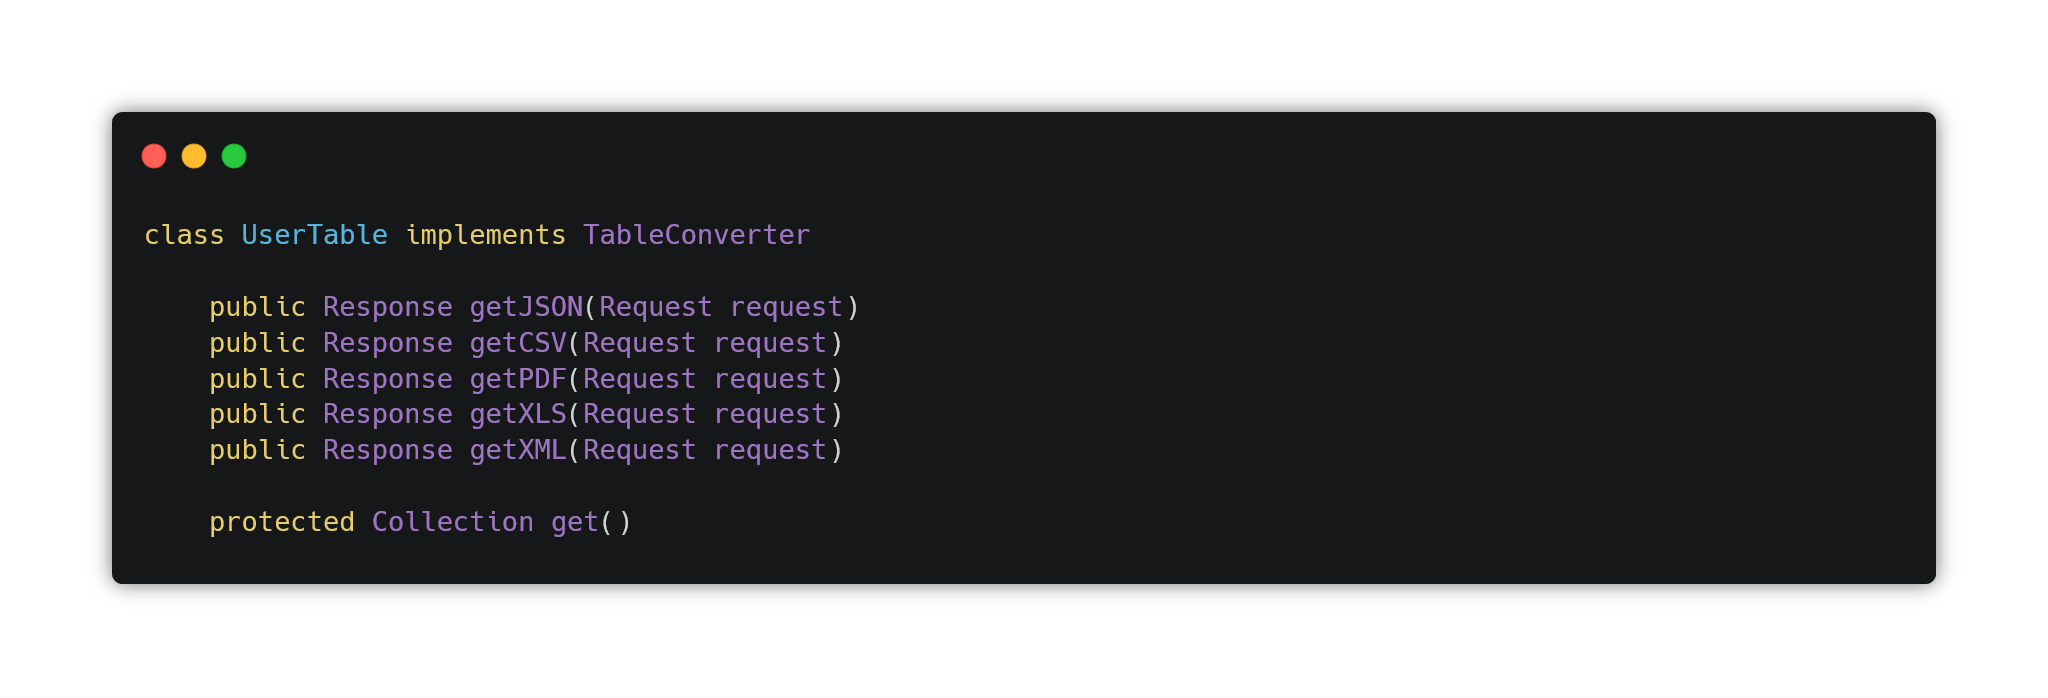 class UserTable implements TableConverter
public Response getJSON(Request request)
public Response getCSV(Request request)
public Response getPDF(Request request)
public Response getXLS(Request request)
public Response getXML(Request request)
protected Collection get()